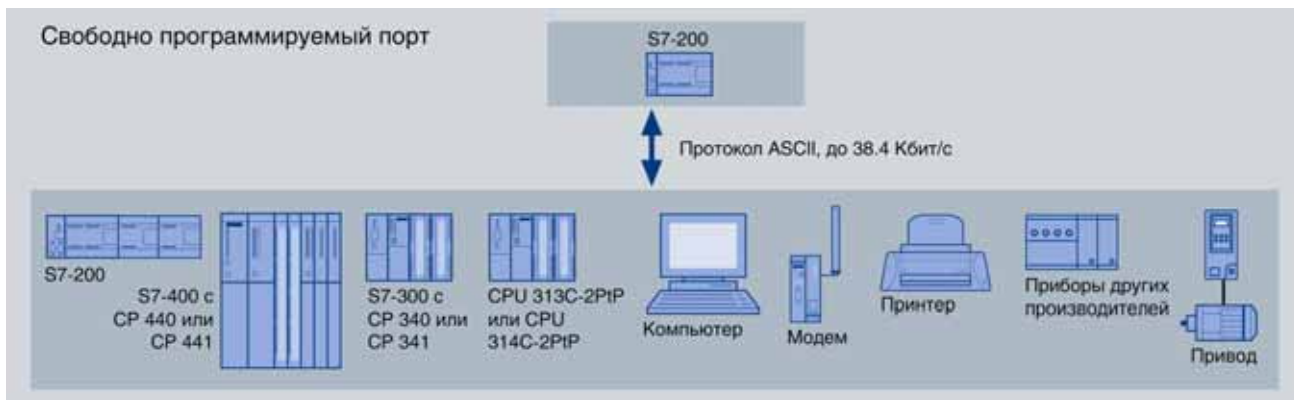 Свободно программируемый порт
S7-200
Протокол ASCII, до 38.4 Кбит/с
S7-200
S7-400 с
CP 440 или
CP 441
S7-300 с
CP 340 или
CP 341
CPU 313C-2PtP
или CPU
314C-2PtP
Компьютер
Модем
Принтер
Приборы других
производителей
Привод